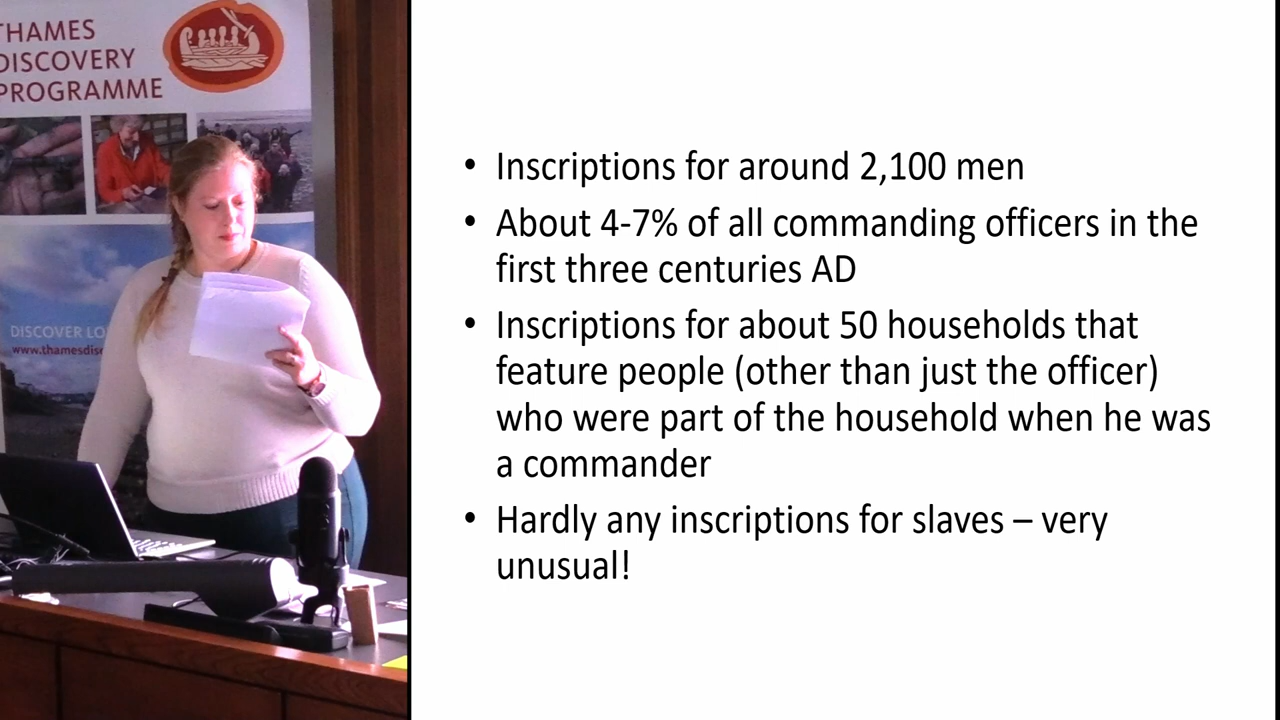 THAMES
DISCOVERY
PROGRAMME
DISCOVER
www.thamesdisc
• Inscriptions for around 2,100 men
• About 4-7% of all commanding officers in the
first three centuries AD
• Inscriptions for about 50 households that
feature people (other than just the officer)
who were part of the household when he was
a commander
• Hardly any inscriptions for slaves – very
unusual!